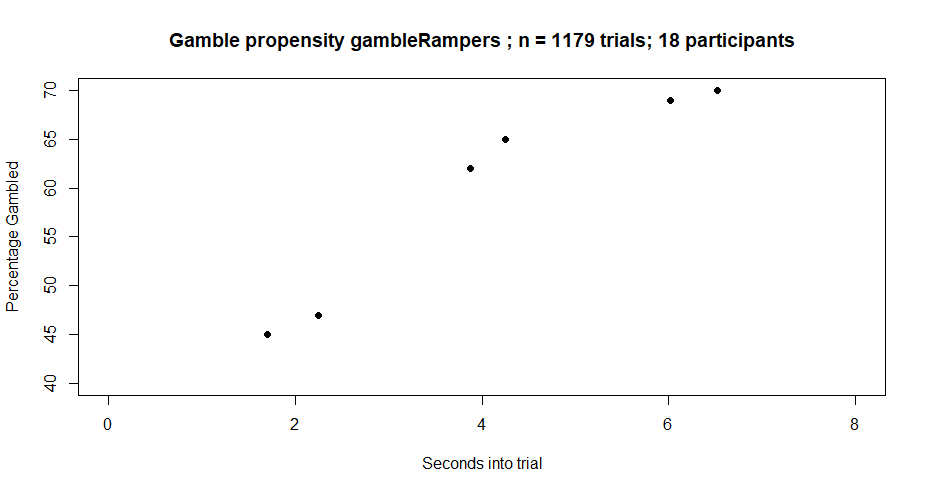 Gamble propensity gambleRampers ; n = 1179 trials; 18 participants
Percentage Gambled
70
65
60
55
50
45
40
0 2 4 6 8
Seconds into trial